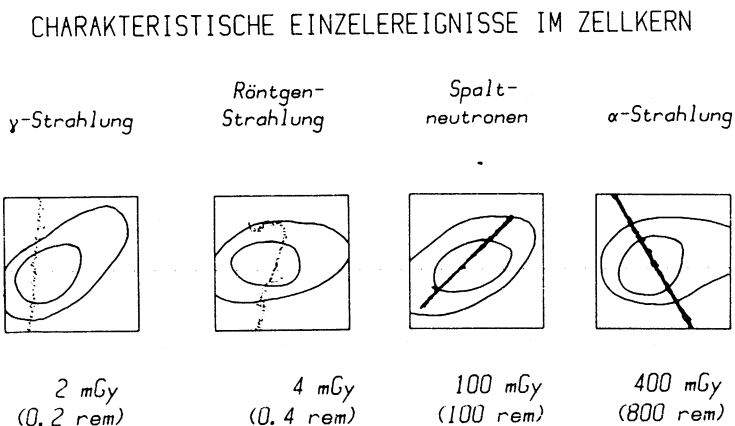 CHARAKTERISTISCHE EINZELEREIGNISSE IM ZELLKERN
γ-Strahlung
Röntgen-
Strahlung
Spalt-
neutronen
α-Strahlung
2 mGy
(0.2 rem)
4 mGy
(0.4 rem)
100 mGy
(100 rem)
400 mGy
(800 rem)